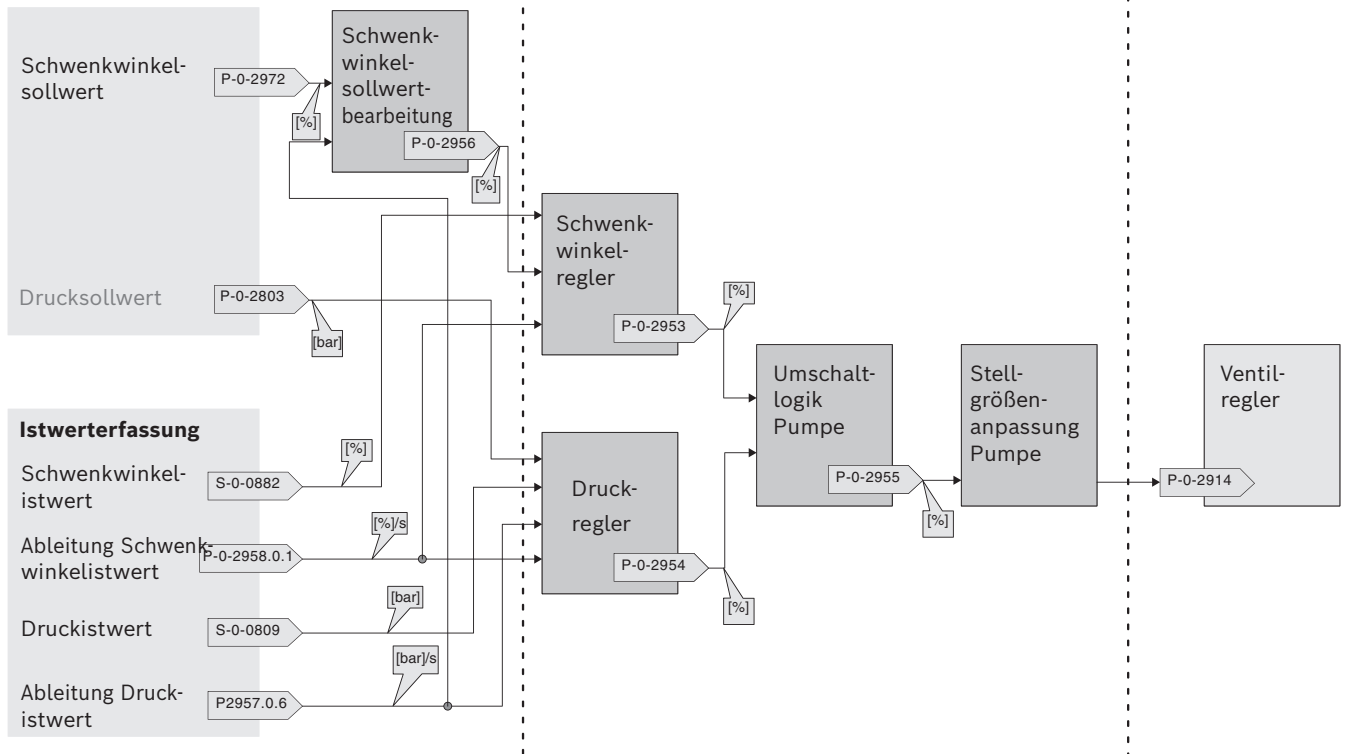 Schwenkwinkel-
sollwert
P-0-2972
[%]
Schwenk-
winkel-
sollwert-
bearbeitung
P-0-2956
[%]
Drucksollwert
P-0-2803
[bar]
Schwenk-
winkel-
regler
P-0-2953
[%]
Istwerterfassung
Schwenkwinkel-
istwert
S-0-0882
[%]
Ableitung Schwenk-
winkelistwert
P-0-2958.0.1
[%]/s
Druckistwert
S-0-0809
[bar]
Ableitung Druck-
istwert
P2957.0.6
[bar]/s
Druck-
regler
P-0-2954
[%]
Umschalt-
logik
Pumpe
P-0-2955
[%]
Stell-
größen-
anpassung
Pumpe
Ventil-
regler
P-0-2914